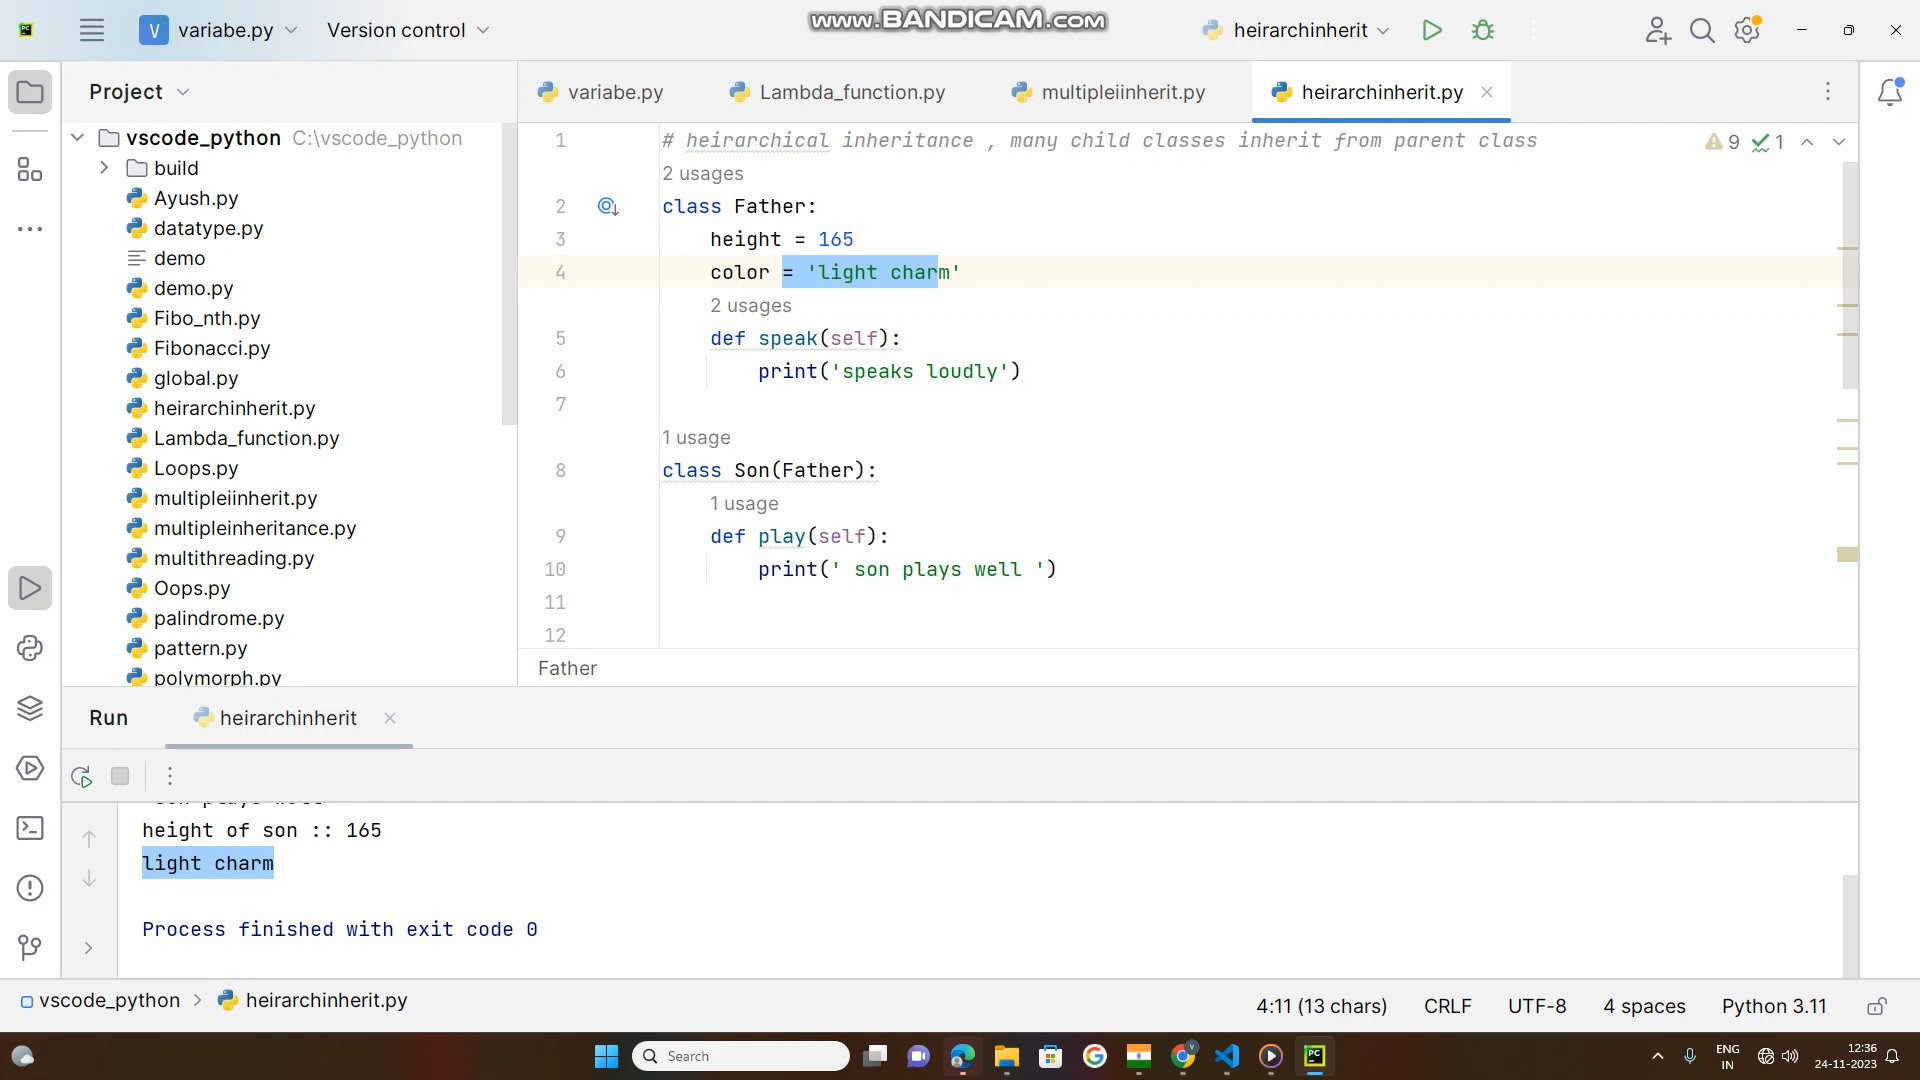 V variabe.py
Version control
www.BANDICAM.com
heirarchinherit
Project
variabe.py
Lambda_function.py
multipleiinherit.py
heirarchinherit.py
vscode_python C:\vscode_python
build
Ayush.py
datatype.py
demo
demo.py
Fibo_nth.py
Fibonacci.py
global.py
heirarchinherit.py
Lambda_function.py
Loops.py
multipleiinherit.py
multipleinheritance.py
multithreading.py
Oops.py
palindrome.py
pattern.py
polymorph.py
9 1
1 # heirarchical inheritance , many child classes inherit from parent class
2 usages
2 class Father:
3 height = 165
4 color = 'light charm'
2 usages
5 def speak(self):
6 print('speaks loudly')
7
1 usage
8 class Son(Father):
1 usage
9 def play(self):
10 print(' son plays well ')
11
12
Father
Run
heirarchinherit
son plays well
height of son :: 165
light charm
Process finished with exit code 0
vscode_python > heirarchinherit.py
4:11 (13 chars)
CRLF
UTF-8
4 spaces
Python 3.11
Search
PC
ENG
IN
12:36
24-11-2023